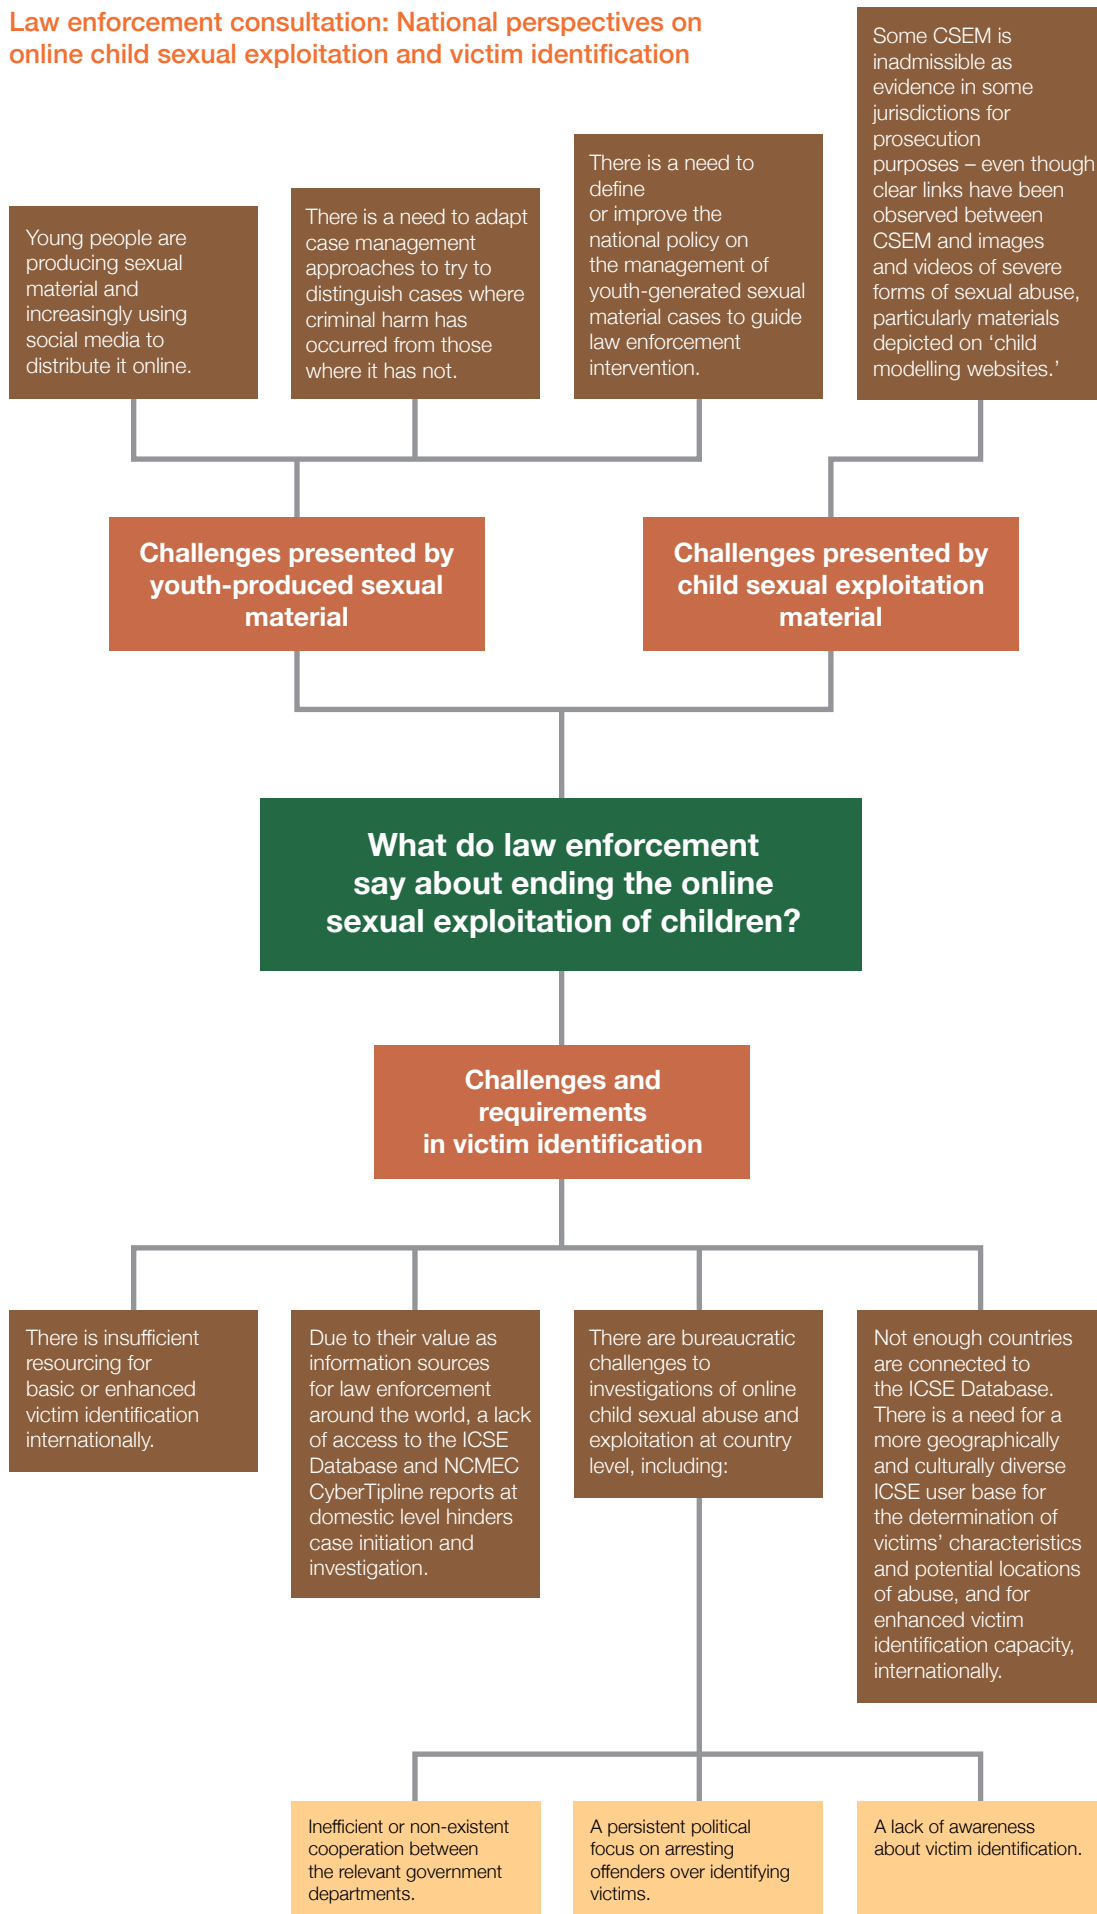 Law enforcement consultation: National perspectives on
online child sexual exploitation and victim identification
Young people are
producing sexual
material and
increasingly using
social media to
distribute it online.
There is a need to adapt
case management
approaches to try to
distinguish cases where
criminal harm has
occurred from those
where it has not.
There is a need to
define
or improve the
national policy on
the management of
youth-generated sexual
material cases to guide
law enforcement
intervention.
Some CSEM is
inadmissible as
evidence in some
jurisdictions for
prosecution
purposes – even though
clear links have been
observed between
CSEM and images
and videos of severe
forms of sexual abuse,
particularly materials
depicted on ‘child
modelling websites.’
Challenges presented by
youth-produced sexual
material
Challenges presented by
child sexual exploitation
material
What do law enforcement
say about ending the online
sexual exploitation of children?
Challenges and
requirements
in victim identification
There is insufficient
resourcing for
basic or enhanced
victim identification
internationally.
Due to their value as
information sources
for law enforcement
around the world, a lack
of access to the ICSE
Database and NCMEC
CyberTipline reports at
domestic level hinders
case initiation and
investigation.
There are bureaucratic
challenges to
investigations of online
child sexual abuse and
exploitation at country
level, including:
Not enough countries
are connected to
the ICSE Database.
There is a need for a
more geographically
and culturally diverse
ICSE user base for
the determination of
victims’ characteristics
and potential locations
of abuse, and for
enhanced victim
identification capacity,
internationally.
Inefficient or non-existent
cooperation between
the relevant government
departments.
A persistent political
focus on arresting
offenders over identifying
victims.
A lack of awareness
about victim identification.